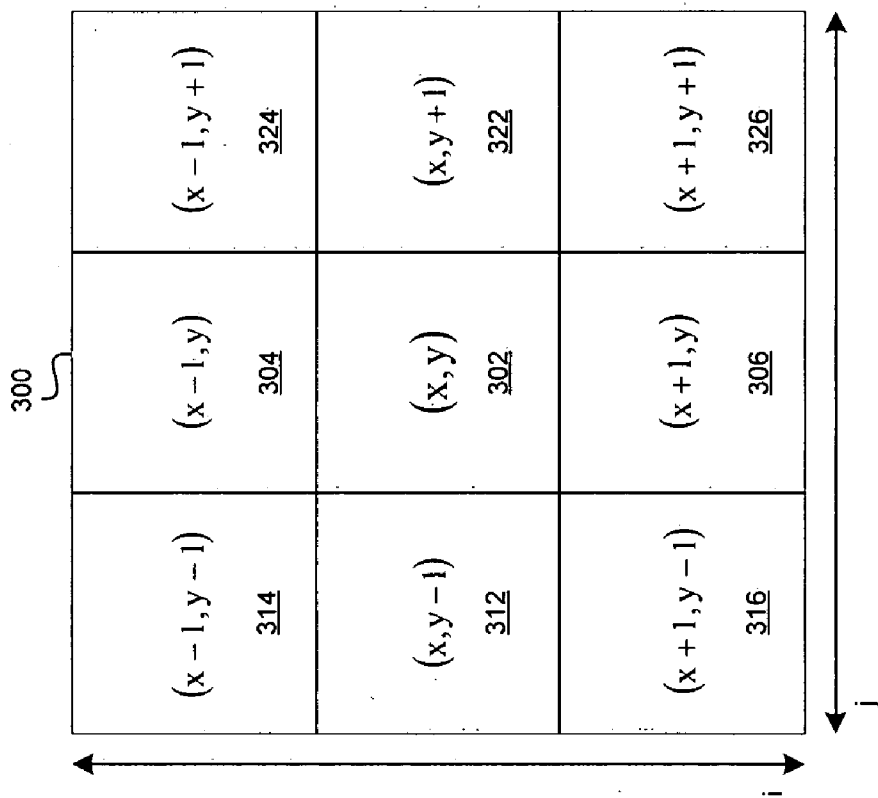 300
(x − 1, y − 1)
314
(x − 1, y)
304
(x − 1, y + 1)
324
(x, y − 1)
312
(x, y)
302
(x, y + 1)
322
(x + 1, y − 1)
316
(x + 1, y)
306
(x + 1, y + 1)
326
i
j